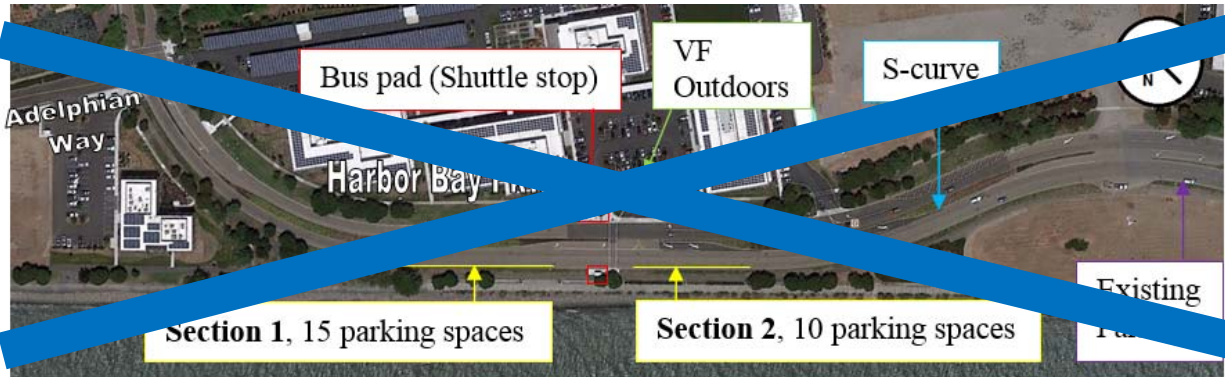 Bus pad (Shuttle stop)
VF
Outdoors
S-curve
N
Adelphian
Way
Harbor Bay
Section 1, 15 parking spaces
Section 2, 10 parking spaces
Existing